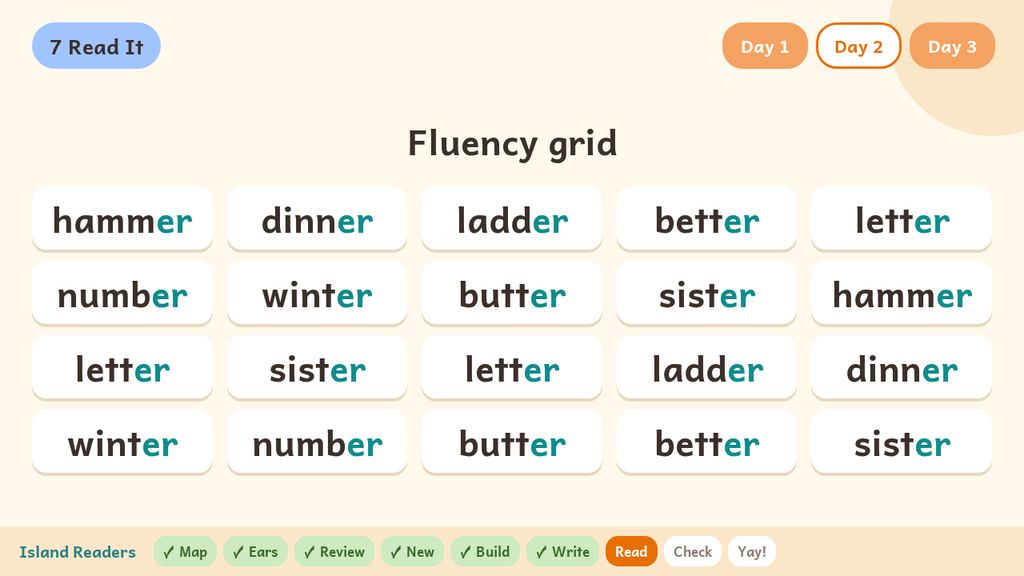 7 Read It
Day 1 Day 2 Day 3
Fluency grid
hammer dinner ladder better letter
number winter butter sister hammer
letter sister letter ladder dinner
winter number butter better sister
Island Readers ✓ Map ✓ Ears ✓ Review ✓ New ✓ Build ✓ Write Read Check Yay!